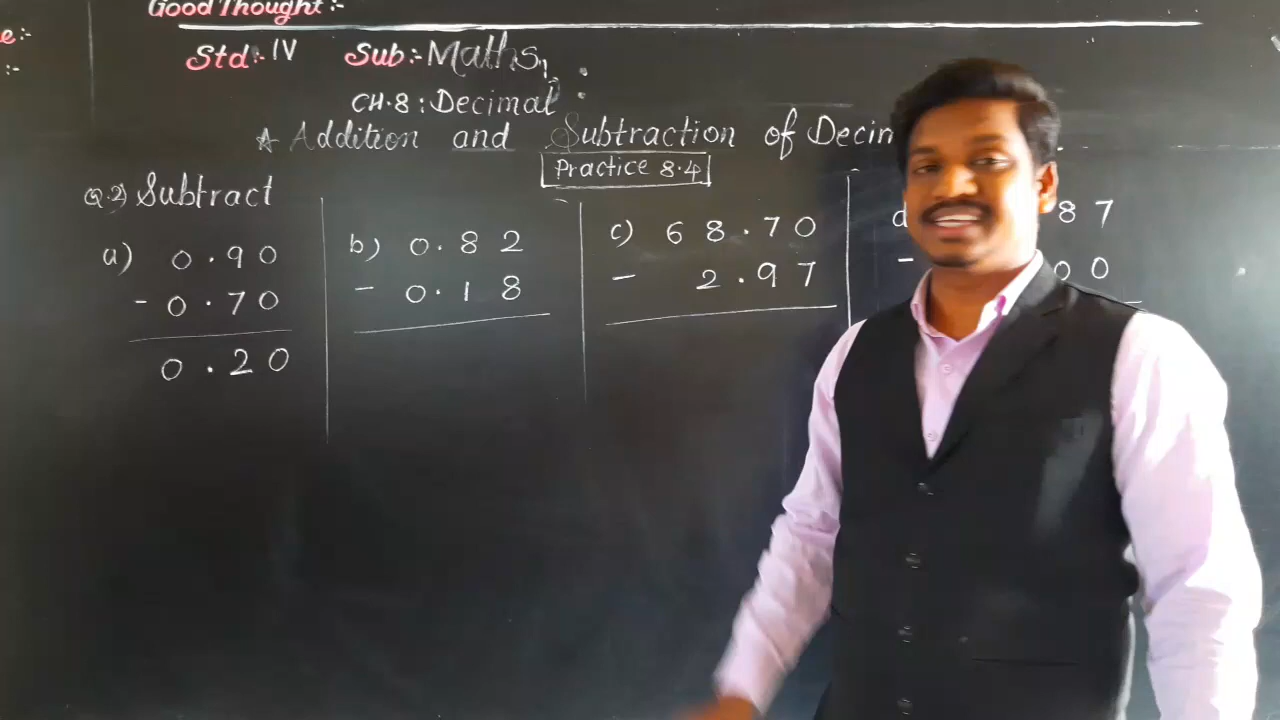 Good Thought:-
e:-
:-
Std:- IV Sub:- Maths,
CH.8 : Decimal :
* Addition and Subtraction of Decim
Practice 8.4
Q.2) Subtract
a) 0.90
- 0.70
0.20
b) 0.82
- 0.18
c) 68.70
- 2.97
d 87
- 00